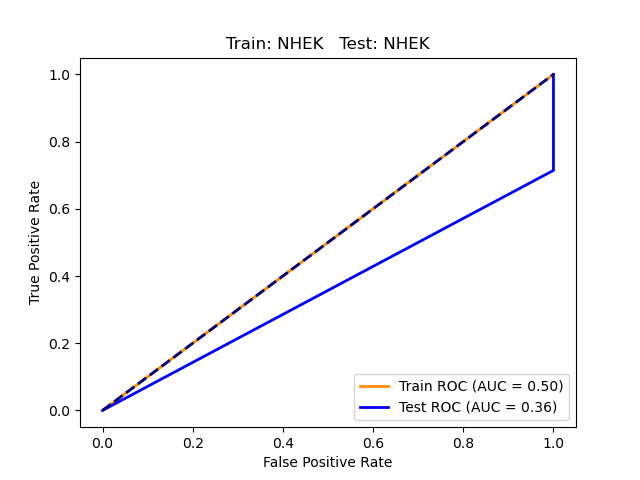 Train: NHEK   Test: NHEK
True Positive Rate
1.0
0.8
0.6
0.4
0.2
0.0
Train ROC (AUC = 0.50)
Test ROC (AUC = 0.36)
0.0 0.2 0.4 0.6 0.8 1.0
False Positive Rate